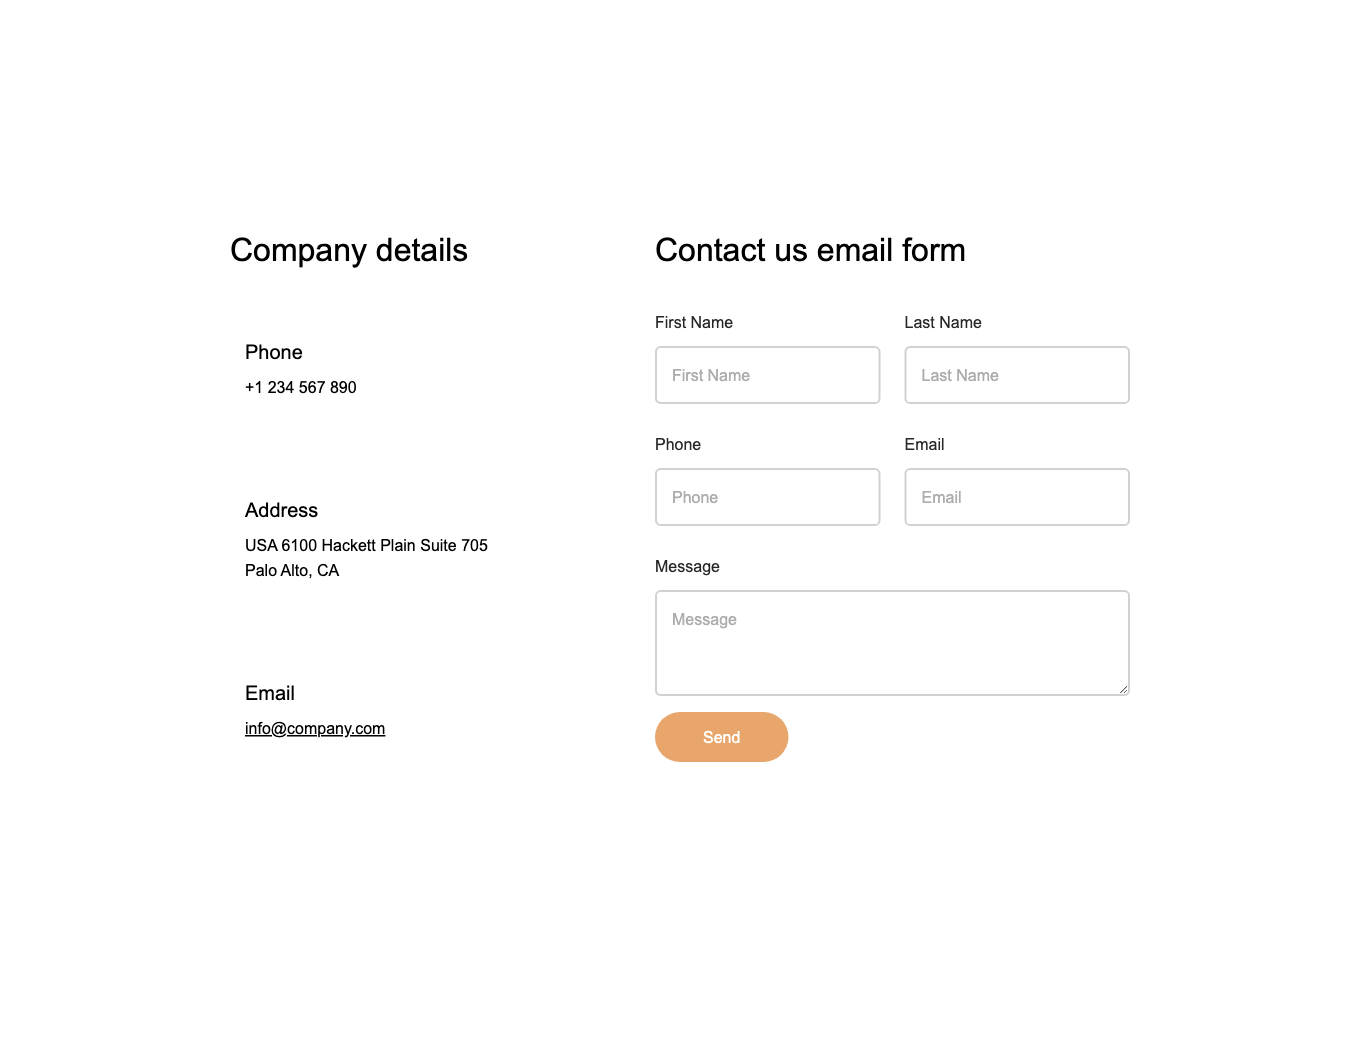 Company details
Phone
+1 234 567 890
Address
USA 6100 Hackett Plain Suite 705
Palo Alto, CA
Email
info@company.com
Contact us email form
First Name
Last Name
First Name
Last Name
Phone
Email
Phone
Email
Message
Message
Send